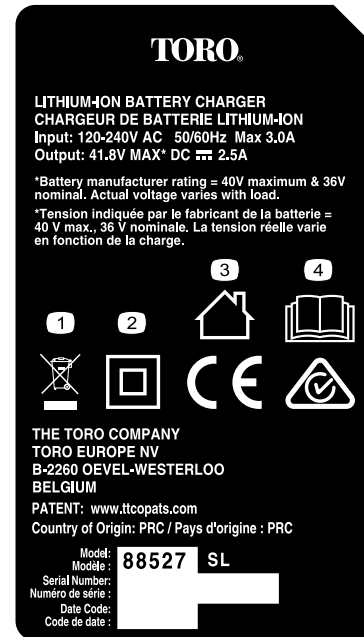 TORO®
LITHIUM-ION BATTERY CHARGER
CHARGEUR DE BATTERIE LITHIUM-ION
Input: 120-240V AC 50/60Hz Max 3.0A
Output: 41.8V MAX* DC ⎓ 2.5A
*Battery manufacturer rating = 40V maximum & 36V
nominal. Actual voltage varies with load.
*Tension indiquée par le fabricant de la batterie =
40 V max., 36 V nominale. La tension réelle varie
en fonction de la charge.
3 4
1 2
CE
THE TORO COMPANY
TORO EUROPE NV
B-2260 OEVEL-WESTERLOO
BELGIUM
PATENT: www.ttcopats.com
Country of Origin: PRC / Pays d'origine : PRC
Model:
Modèle : 88527 SL
Serial Number:
Numéro de série :
Date Code:
Code de date :